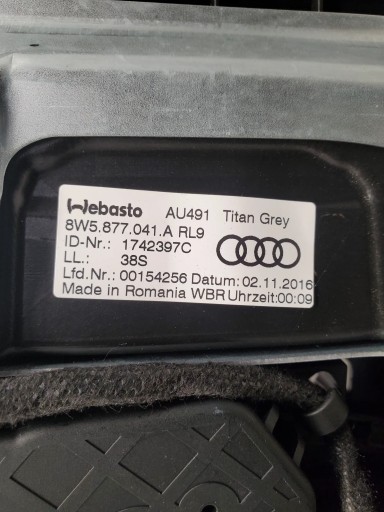 Webasto AU491 Titan Grey
8W5.877.041.A RL9
ID-Nr.: 1742397C
LL.: 38S
Lfd.Nr.: 00154256 Datum: 02.11.2016
Made in Romania WBR Uhrzeit:00:09